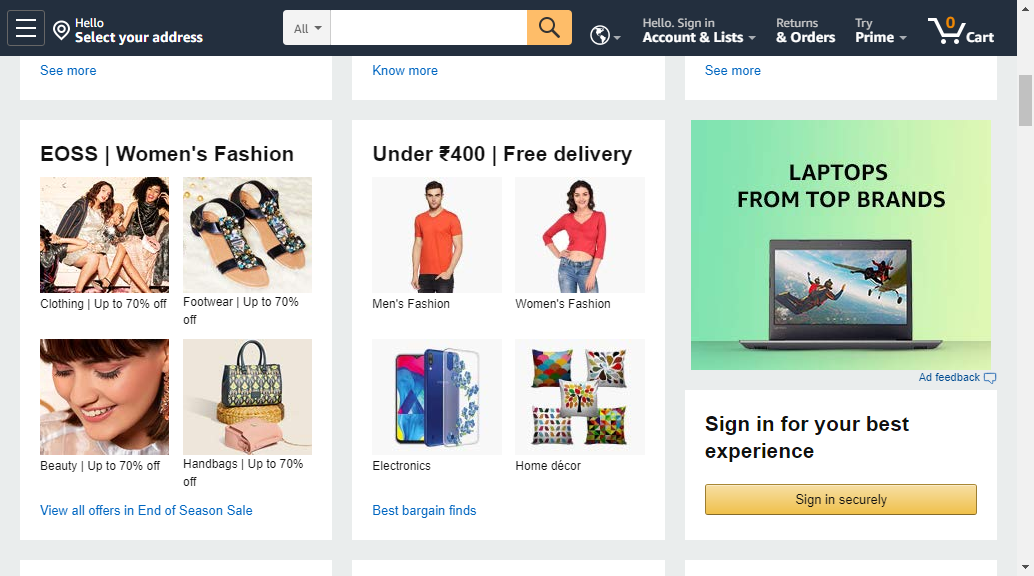 Hello
Select your address
All
Hello. Sign in
Account & Lists
Returns
& Orders
Try
Prime
0
Cart
See more
Know more
See more
EOSS | Women's Fashion
Clothing | Up to 70% off
Footwear | Up to 70%
off
Beauty | Up to 70% off
Handbags | Up to 70%
off
View all offers in End of Season Sale
Under ₹400 | Free delivery
Men's Fashion
Women's Fashion
Electronics
Home décor
Best bargain finds
LAPTOPS
FROM TOP BRANDS
Ad feedback
Sign in for your best
experience
Sign in securely